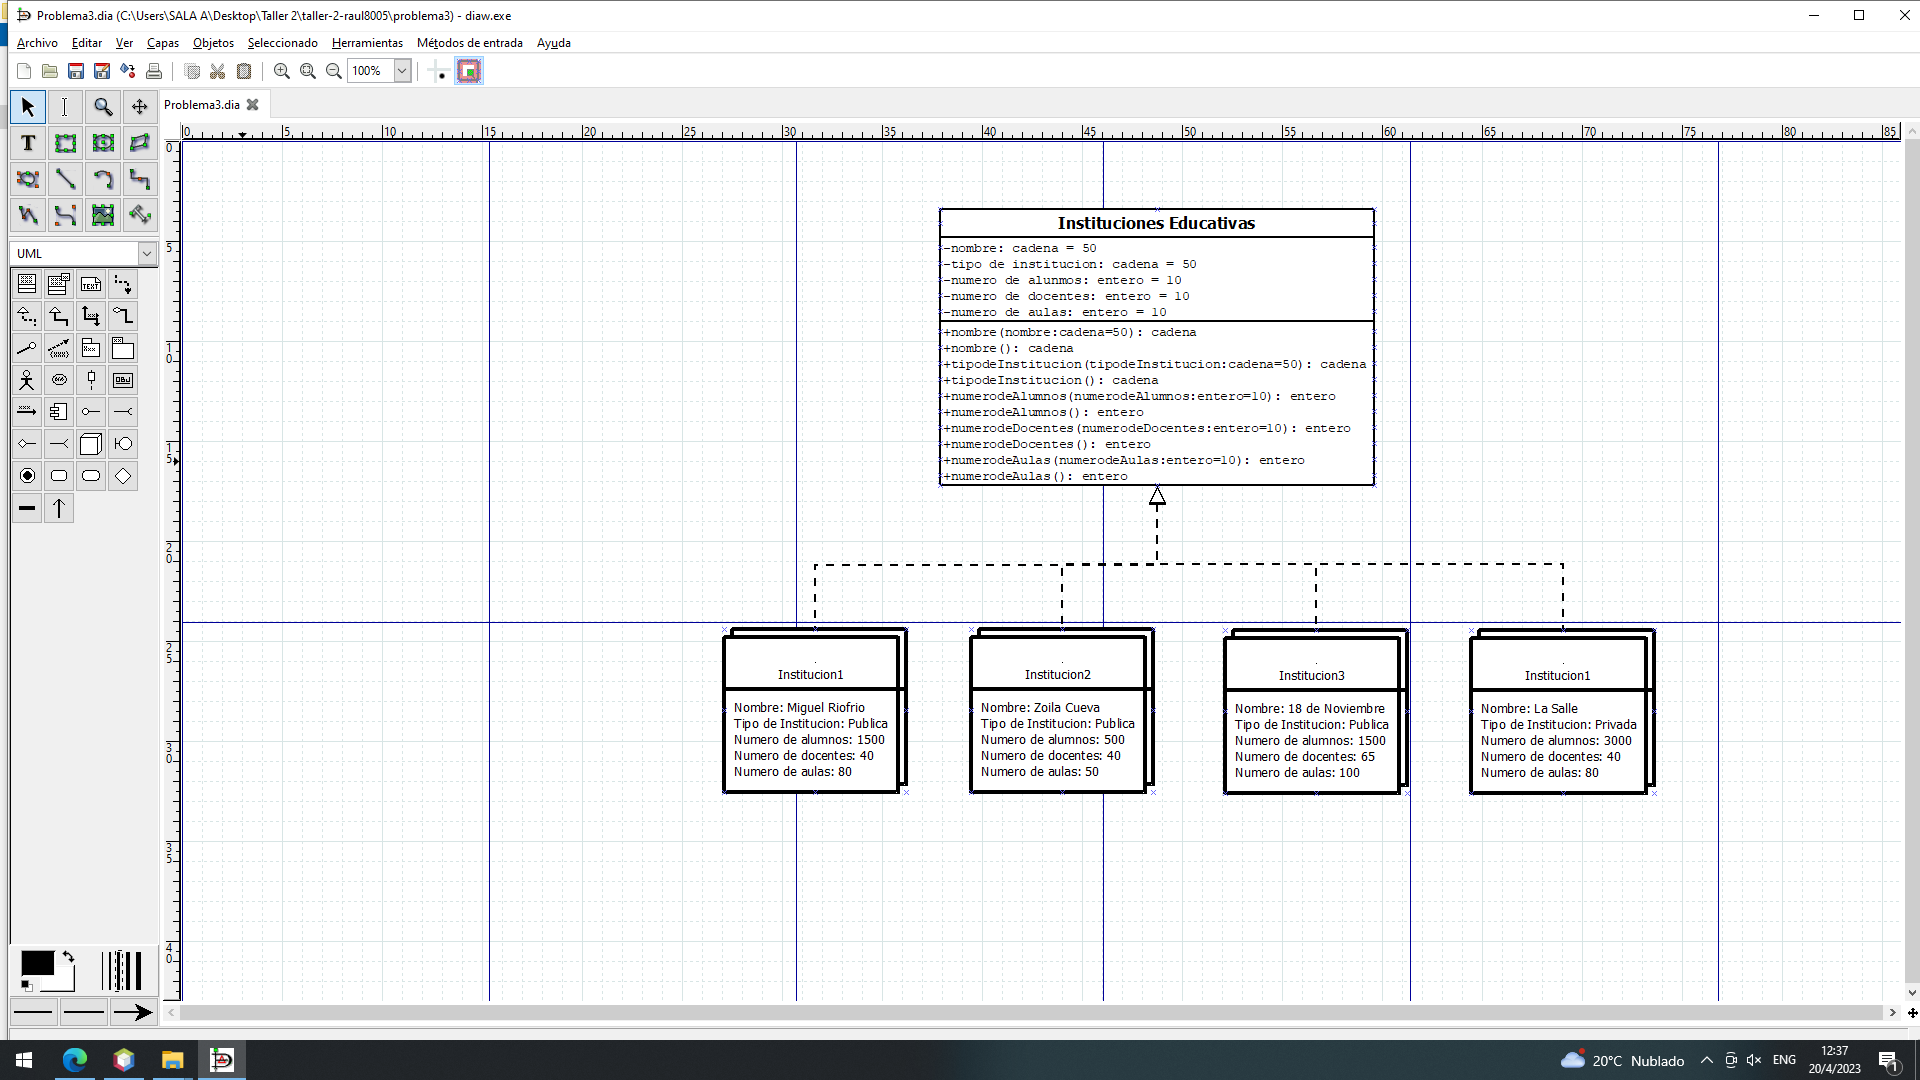 Problema3.dia (C:\Users\SALA A\Desktop\Taller 2\taller-2-raul8005\problema3) - diaw.exe
Archivo Editar Ver Capas Objetos Seleccionado Herramientas Métodos de entrada Ayuda
100%
Problema3.dia
0 5 10 15 20 25 30 35 40 45 50 55 60 65 70 75 80 85
T
UML
0
5
10
15
20
25
30
35
40
Instituciones Educativas
-nombre: cadena = 50
-tipo de institucion: cadena = 50
-numero de alunmos: entero = 10
-numero de docentes: entero = 10
-numero de aulas: entero = 10
+nombre(nombre:cadena=50): cadena
+nombre(): cadena
+tipodeInstitucion(tipodeInstitucion:cadena=50): cadena
+tipodeInstitucion(): cadena
+numerodeAlumnos(numerodeAlumnos:entero=10): entero
+numerodeAlumnos(): entero
+numerodeDocentes(numerodeDocentes:entero=10): entero
+numerodeDocentes(): entero
+numerodeAulas(numerodeAulas:entero=10): entero
+numerodeAulas(): entero
Institucion1
Nombre: Miguel Riofrio
Tipo de Institucion: Publica
Numero de alumnos: 1500
Numero de docentes: 40
Numero de aulas: 80
Institucion2
Nombre: Zoila Cueva
Tipo de Institucion: Publica
Numero de alumnos: 500
Numero de docentes: 40
Numero de aulas: 50
Institucion3
Nombre: 18 de Noviembre
Tipo de Institucion: Publica
Numero de alumnos: 1500
Numero de docentes: 65
Numero de aulas: 100
Institucion1
Nombre: La Salle
Tipo de Institucion: Privada
Numero de alumnos: 3000
Numero de docentes: 40
Numero de aulas: 80
20°C Nublado
ENG
12:37
20/4/2023
1